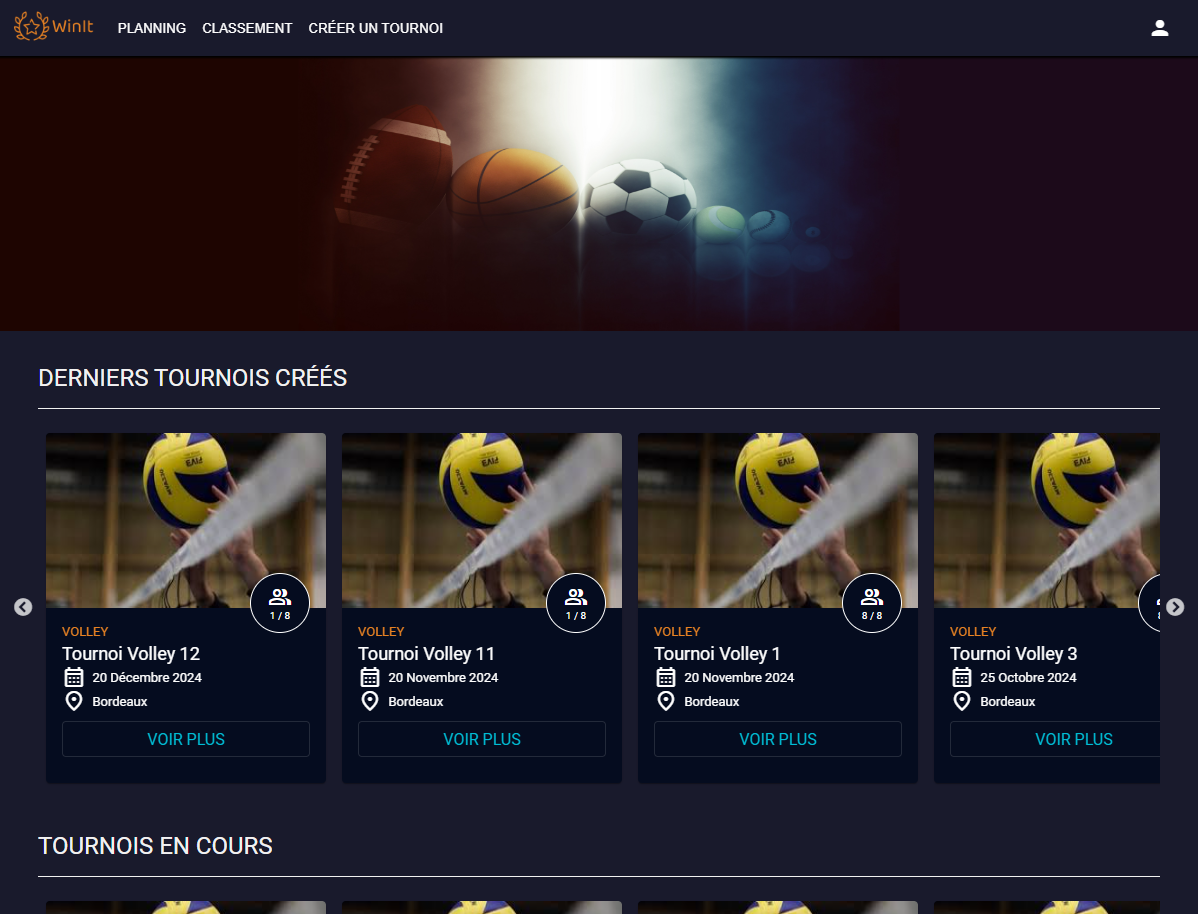 WinIt PLANNING CLASSEMENT CRÉER UN TOURNOI
DERNIERS TOURNOIS CRÉÉS
1 / 8
VOLLEY
Tournoi Volley 12
20 Décembre 2024
Bordeaux
VOIR PLUS
1 / 8
VOLLEY
Tournoi Volley 11
20 Novembre 2024
Bordeaux
VOIR PLUS
8 / 8
VOLLEY
Tournoi Volley 1
20 Novembre 2024
Bordeaux
VOIR PLUS
VOLLEY
Tournoi Volley 3
25 Octobre 2024
Bordeaux
VOIR PLUS
TOURNOIS EN COURS